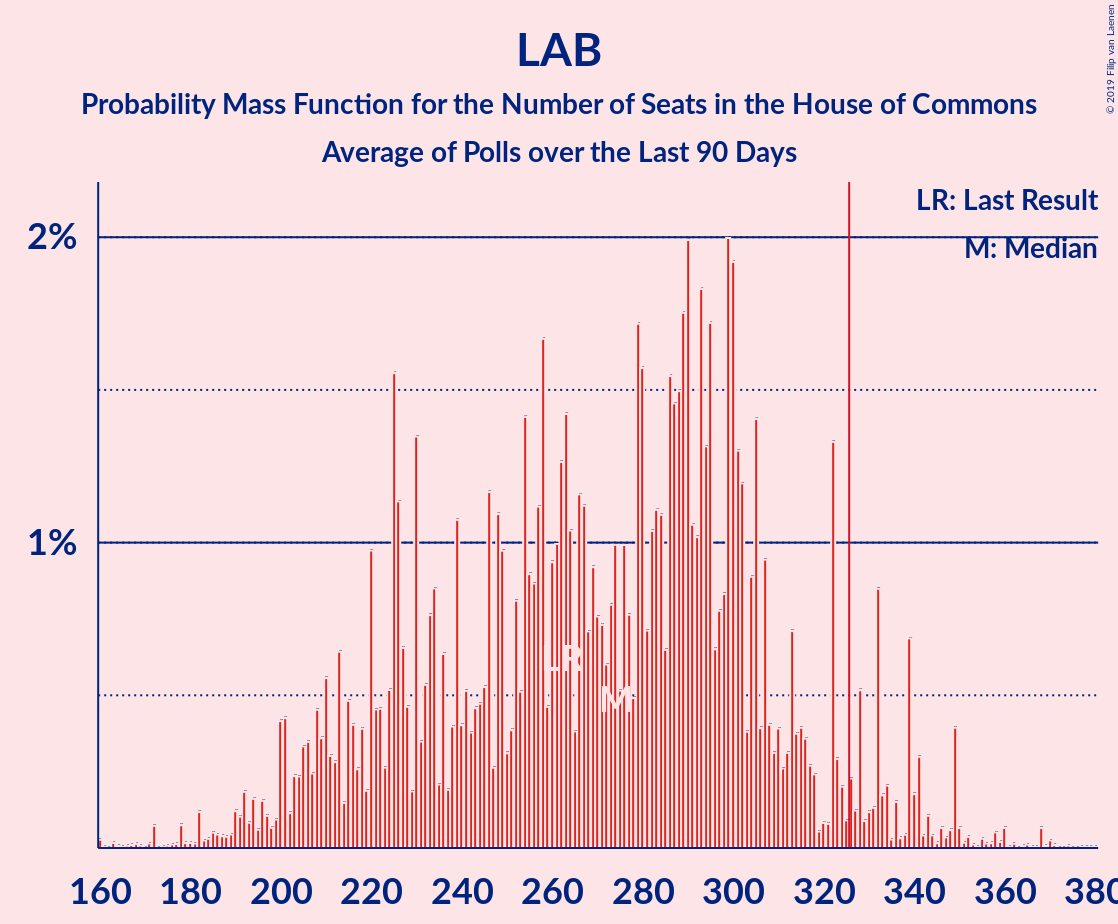 LAB
Probability Mass Function for the Number of Seats in the House of Commons
Average of Polls over the Last 90 Days
© 2019 Filip van Laenen
LR: Last Result
M: Median
2%
1%
LR
M
160 180 200 220 240 260 280 300 320 340 360 380